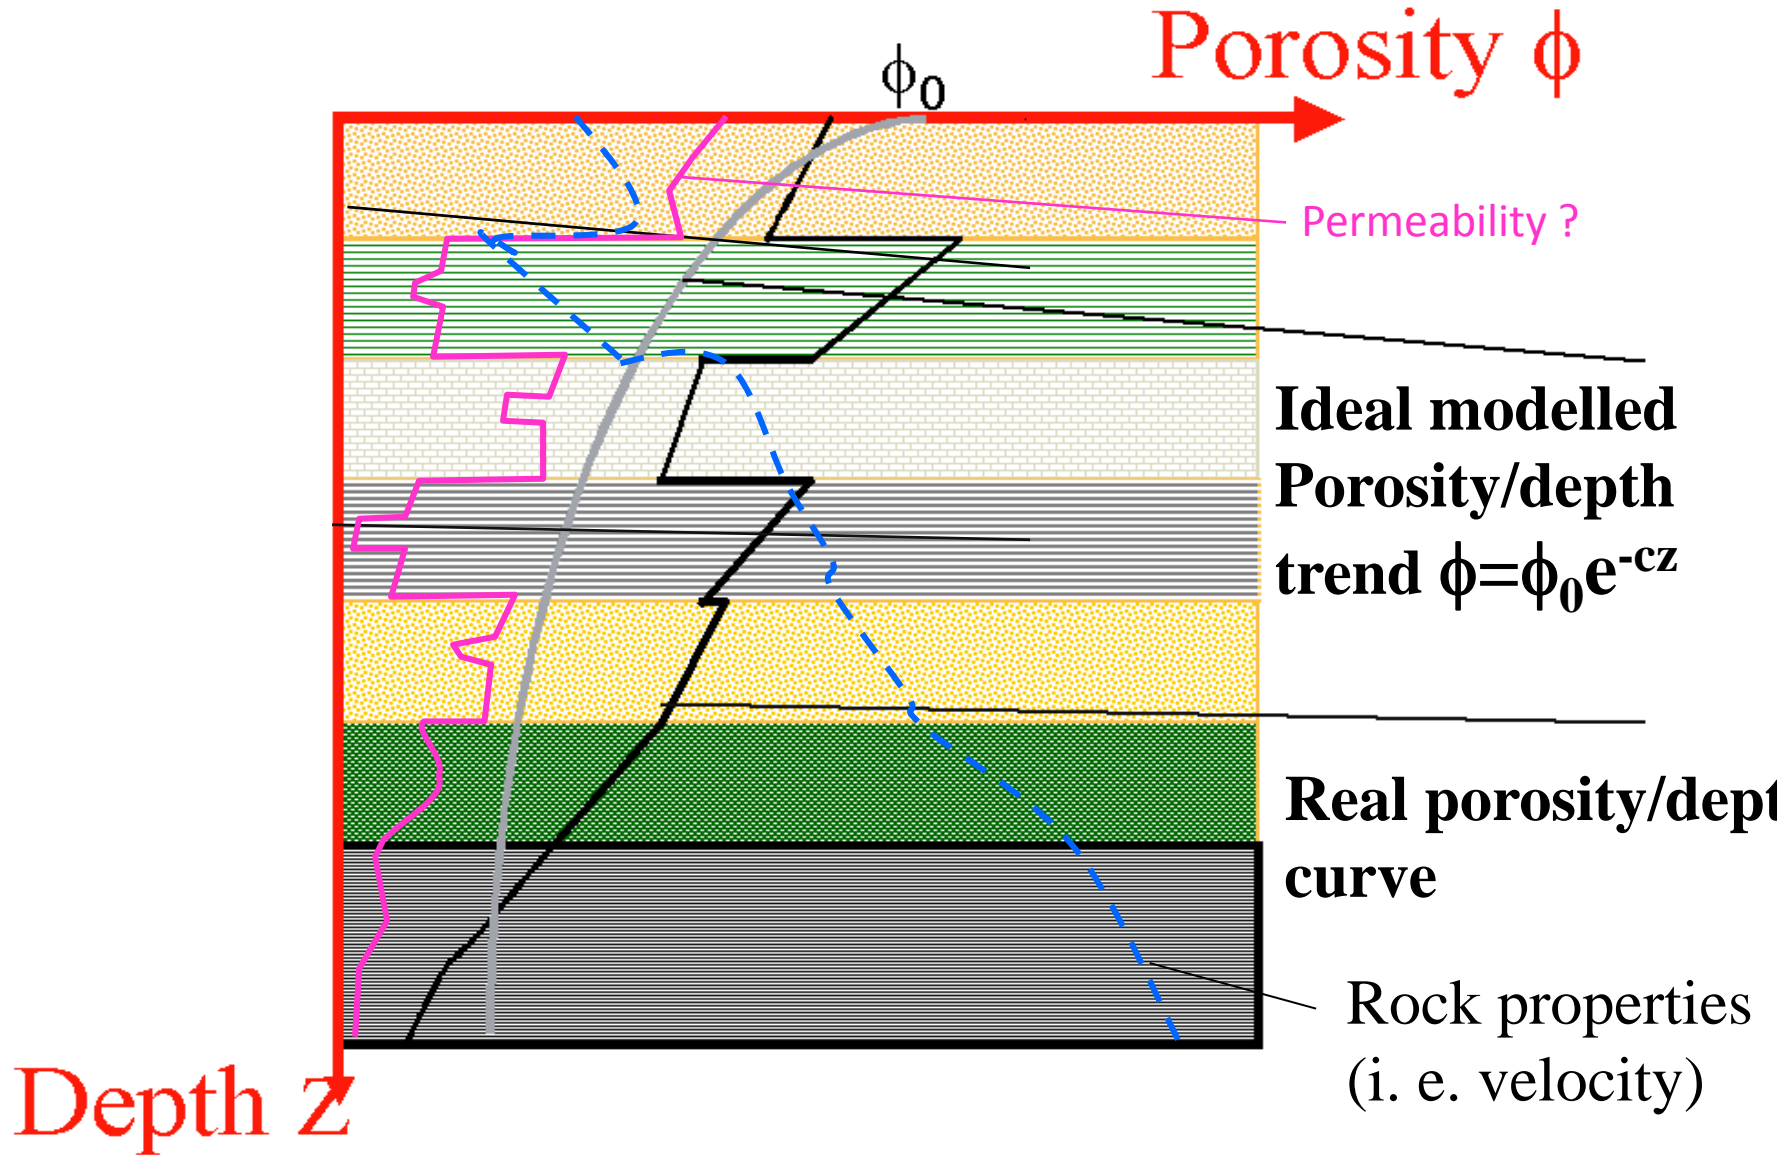 Porosity ϕ
ϕ0
Permeability ?
Ideal modelled
Porosity/depth
trend ϕ=ϕ0e-cz
Real porosity/dept
curve
Rock properties
(i. e. velocity)
Depth Z